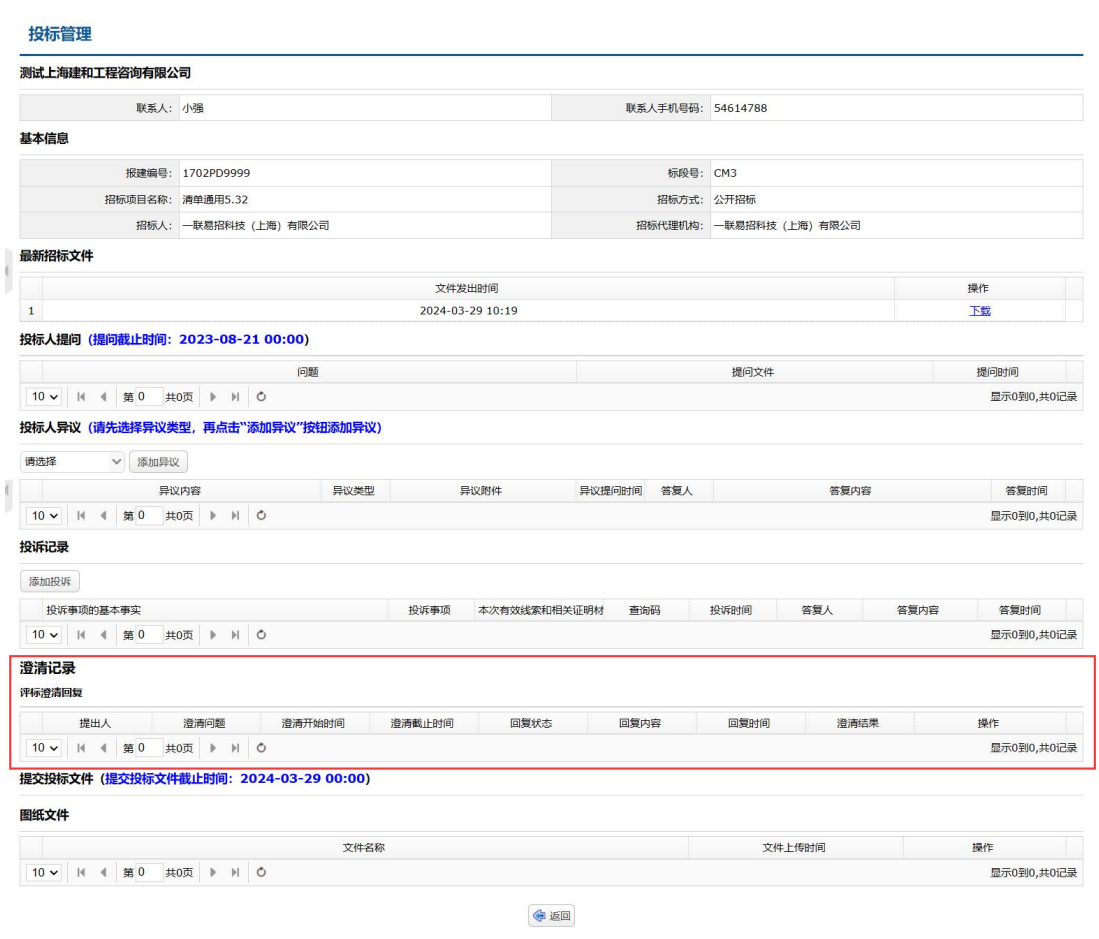 投标管理
测试上海建和工程咨询有限公司
联系人： 小强 联系人手机号码： 54614788
基本信息
报建编号： 1702PD9999 标段号： CM3
招标项目名称： 清单通用5.32 招标方式： 公开招标
招标人： 一联易招科技（上海）有限公司 招标代理机构： 一联易招科技（上海）有限公司
最新招标文件
文件发出时间 操作
1 2024-03-29 10:19 下载
投标人提问（提问截止时间：2023-08-21 00:00）
问题 提问文件 提问时间
10 第 0 共0页 显示0到0,共0记录
投标人异议（请先选择异议类型，再点击“添加异议”按钮添加异议）
请选择 添加异议
异议内容 异议类型 异议附件 异议提问时间 答复人 答复内容 答复时间
10 第 0 共0页 显示0到0,共0记录
投诉记录
添加投诉
投诉事项的基本事实 投诉事项 本次有效线索和相关证明材 查询码 投诉时间 答复人 答复内容 答复时间
10 第 0 共0页 显示0到0,共0记录
澄清记录
评标澄清回复
提出人 澄清问题 澄清开始时间 澄清截止时间 回复状态 回复内容 回复时间 澄清结果 操作
10 第 0 共0页 显示0到0,共0记录
提交投标文件（提交投标文件截止时间：2024-03-29 00:00）
图纸文件
文件名称 文件上传时间 操作
10 第 0 共0页 显示0到0,共0记录
返回